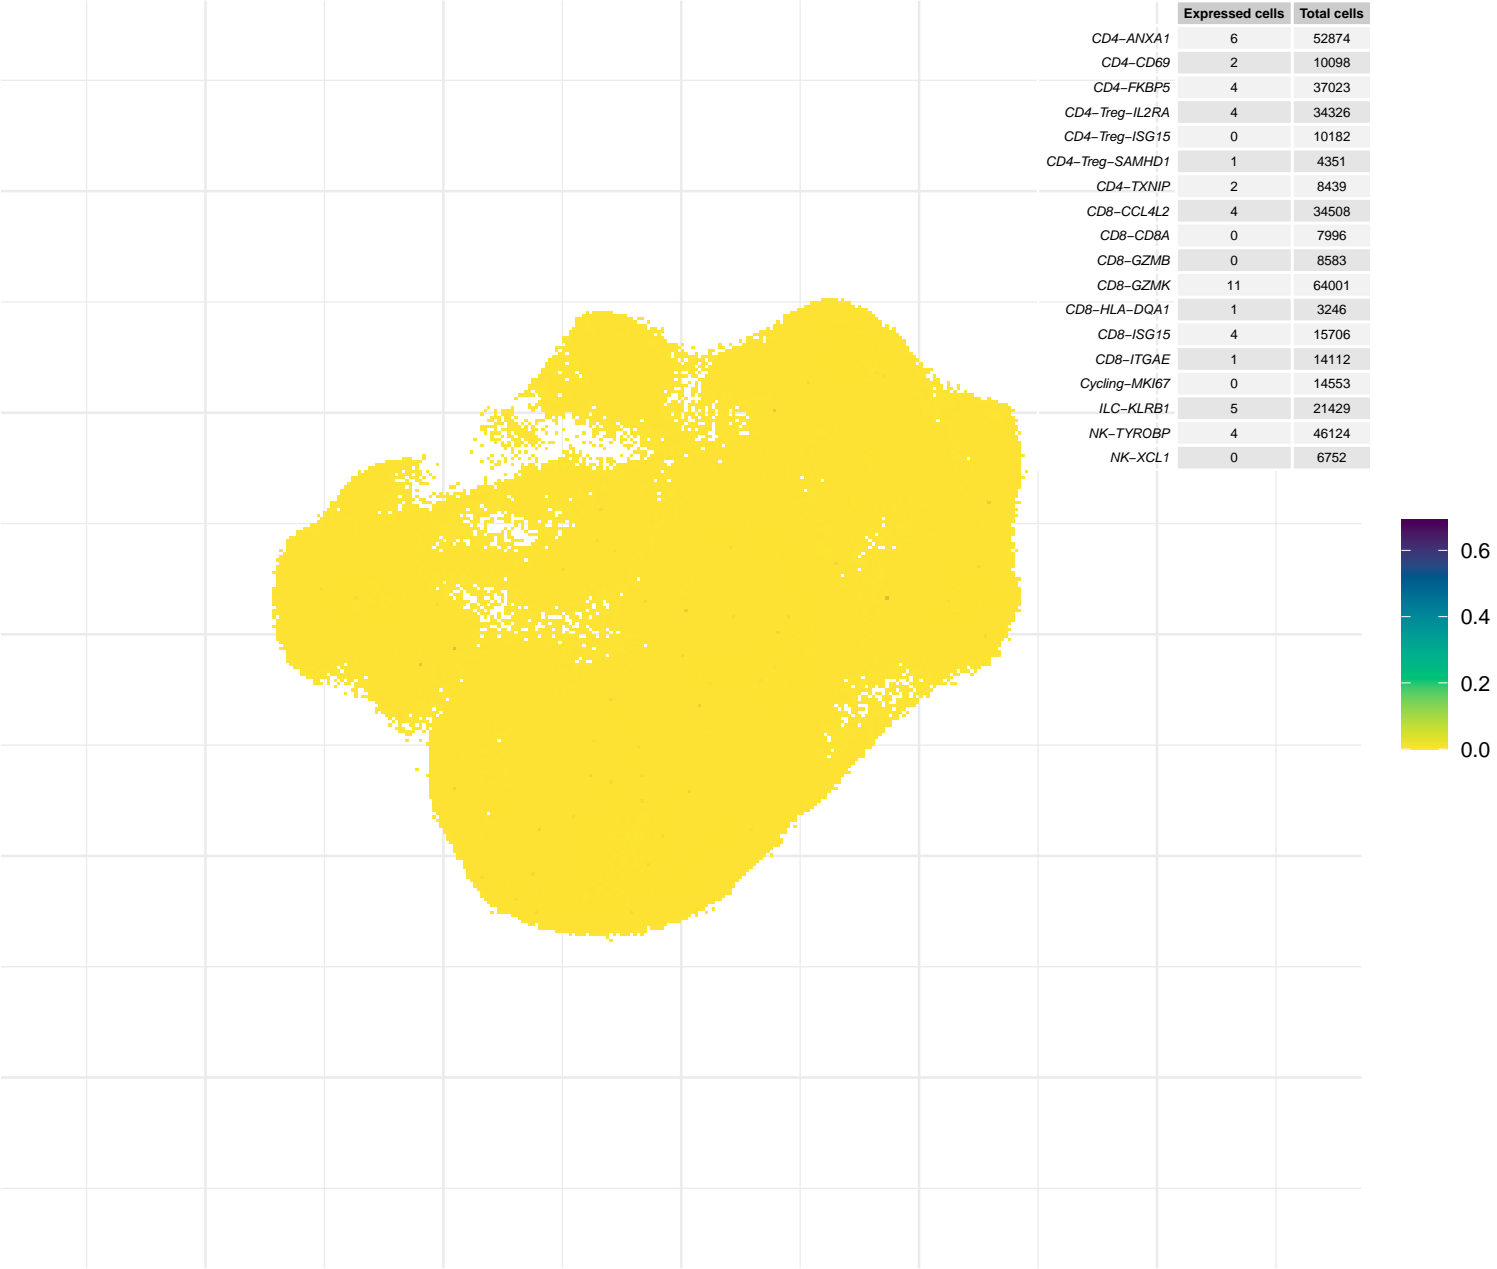 Expressed cells Total cells
CD4−ANXA1 6 52874
CD4−CD69 2 10098
CD4−FKBP5 4 37023
CD4−Treg−IL2RA 4 34326
CD4−Treg−ISG15 0 10182
CD4−Treg−SAMHD1 1 4351
CD4−TXNIP 2 8439
CD8−CCL4L2 4 34508
CD8−CD8A 0 7996
CD8−GZMB 0 8583
CD8−GZMK 11 64001
CD8−HLA−DQA1 1 3246
CD8−ISG15 4 15706
CD8−ITGAE 1 14112
Cycling−MKI67 0 14553
ILC−KLRB1 5 21429
NK−TYROBP 4 46124
NK−XCL1 0 6752
0.6
0.4
0.2
0.0